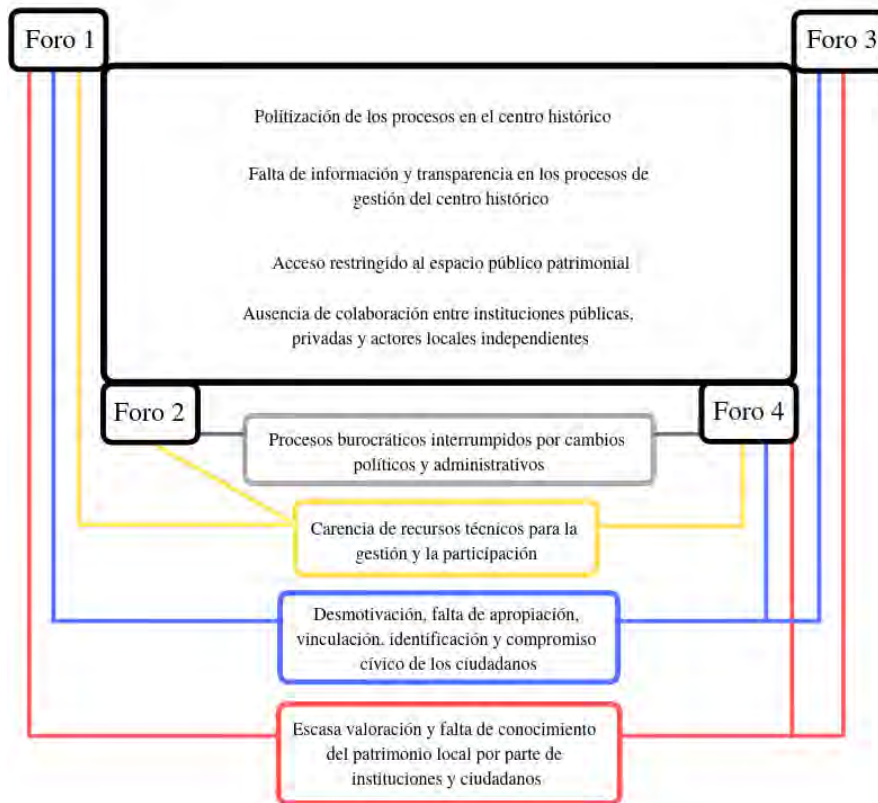 Foro 1
Foro 3
Politización de los procesos en el centro histórico
Falta de información y transparencia en los procesos de
gestión del centro histórico
Acceso restringido al espacio público patrimonial
Ausencia de colaboración entre instituciones públicas,
privadas y actores locales independientes
Foro 2
Foro 4
Procesos burocráticos interrumpidos por cambios
políticos y administrativos
Carencia de recursos técnicos para la
gestión y la participación
Desmotivación, falta de apropiación,
vinculación. identificación y compromiso
cívico de los ciudadanos
Escasa valoración y falta de conocimiento
del patrimonio local por parte de
instituciones y ciudadanos